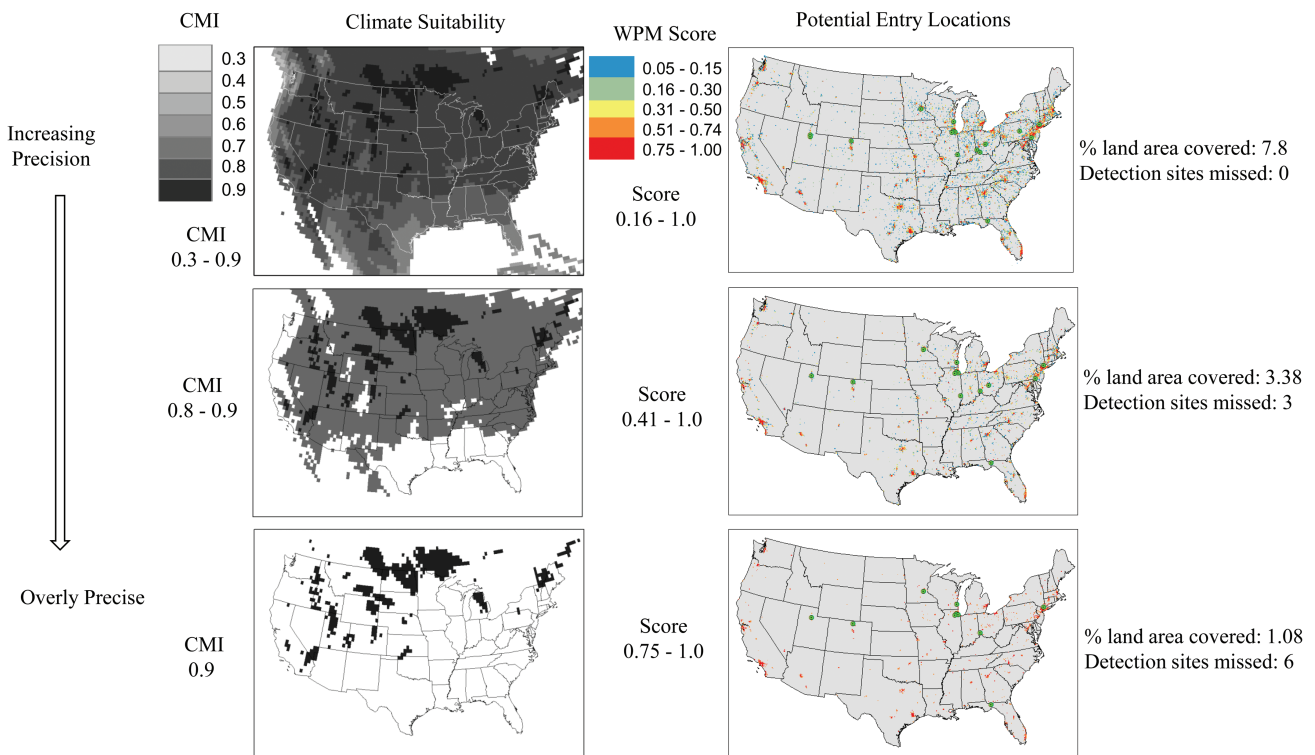 CMI
Climate Suitability
WPM Score
Potential Entry Locations
0.3
0.4
0.5
0.6
0.7
0.8
0.9
0.05 - 0.15
0.16 - 0.30
0.31 - 0.50
0.51 - 0.74
0.75 - 1.00
Increasing
Precision
CMI
0.3 - 0.9
Score
0.16 - 1.0
% land area covered: 7.8
Detection sites missed: 0
CMI
0.8 - 0.9
Score
0.41 - 1.0
% land area covered: 3.38
Detection sites missed: 3
Overly Precise
CMI
0.9
Score
0.75 - 1.0
% land area covered: 1.08
Detection sites missed: 6